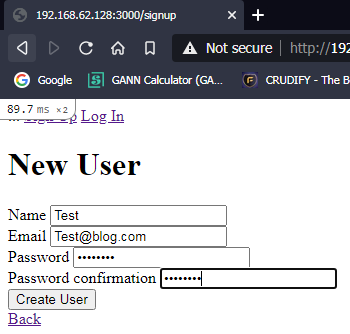 192.168.62.128:3000/signup
Not secure http://192
Google GANN Calculator (GA... CRUDIFY - The B
89.7 ms ×2
Log In
New User
Name Test
Email Test@blog.com
Password ••••••••
Password confirmation ••••••••
Create User
Back